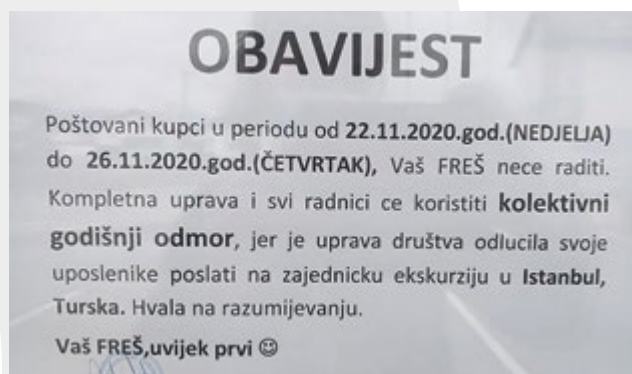 OBAVIJEST
Poštovani kupci u periodu od 22.11.2020.god.(NEDJELJA)
do 26.11.2020.god.(ČETVRTAK), Vaš FREŠ nece raditi.
Kompletna uprava i svi radnici ce koristiti kolektivni
godišnji odmor, jer je uprava društva odlucila svoje
uposlenike poslati na zajednicku ekskurziju u Istanbul,
Turska. Hvala na razumijevanju.
Vaš FREŠ,uvijek prvi ☺